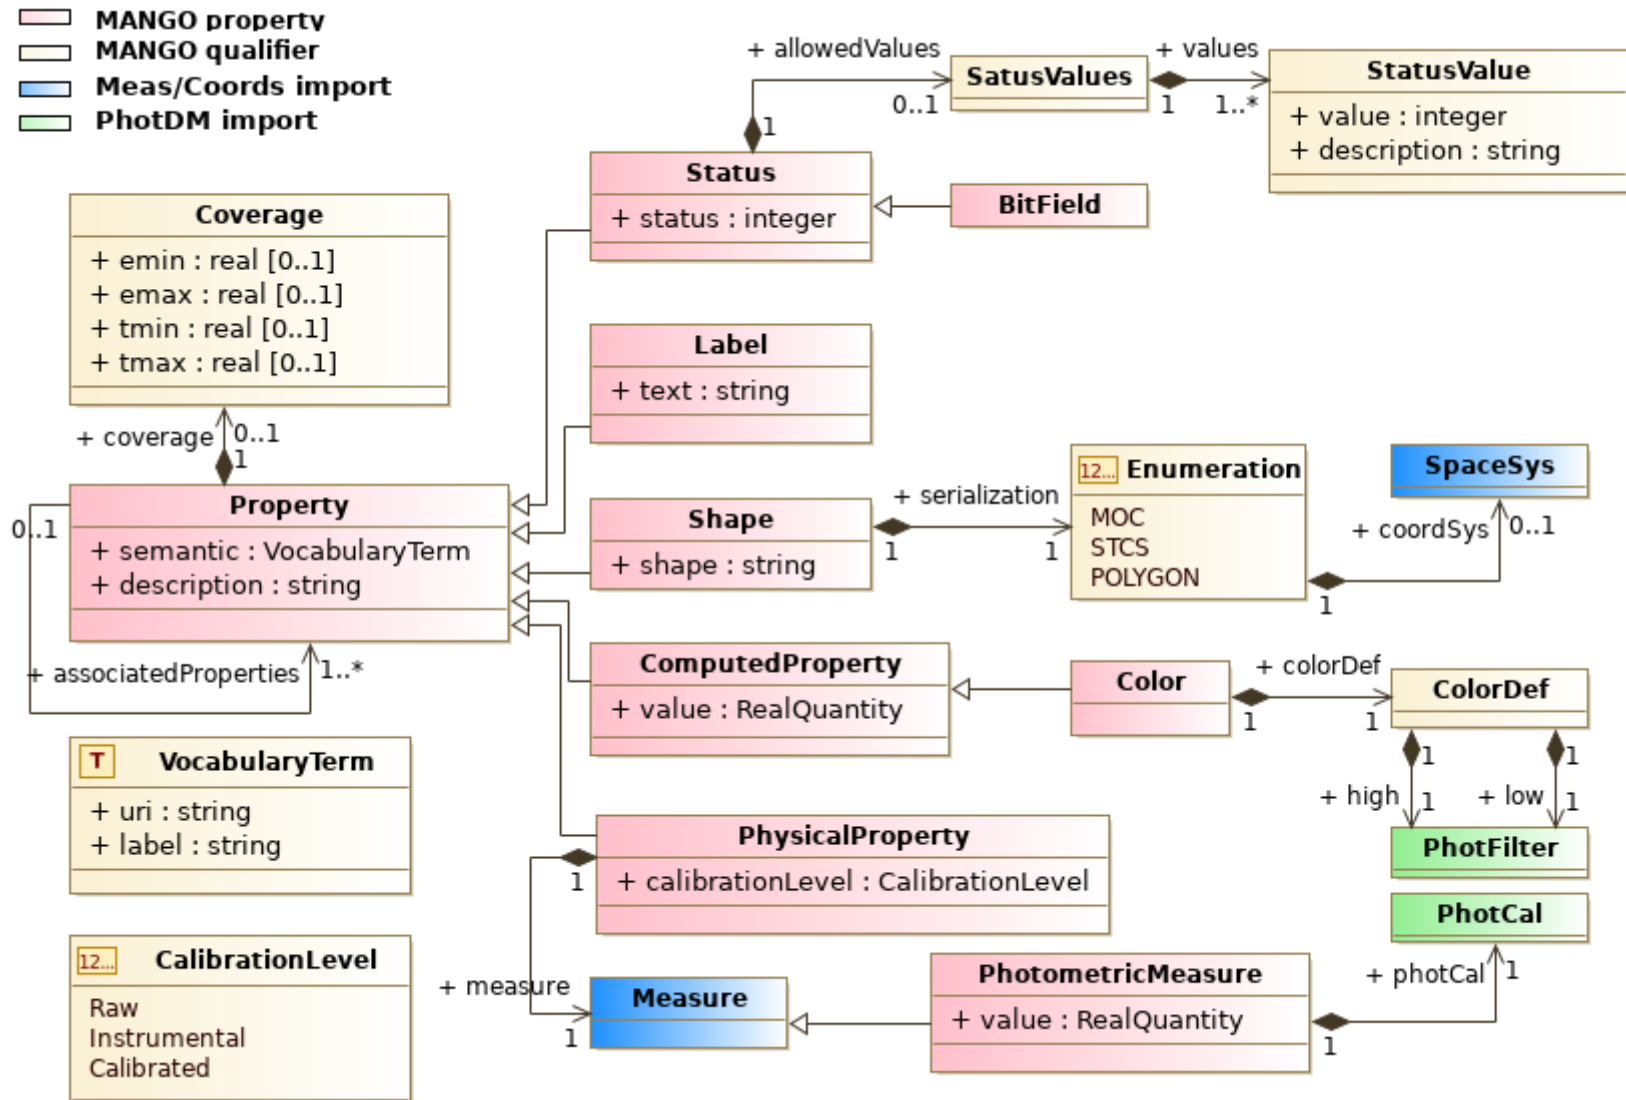 MANGO property
MANGO qualifier
Meas/Coords import
PhotDM import
+ allowedValues
0..1
1
SatusValues
+ values
1
1..*
StatusValue
+ value : integer
+ description : string
Status
+ status : integer
BitField
Coverage
+ emin : real [0..1]
+ emax : real [0..1]
+ tmin : real [0..1]
+ tmax : real [0..1]
+ coverage
0..1
1
Label
+ text : string
Property
+ semantic : VocabularyTerm
+ description : string
0..1
+ associatedProperties
1..*
Shape
+ shape : string
+ serialization
1
1
12... Enumeration
MOC
STCS
POLYGON
1
SpaceSys
+ coordSys
0..1
ComputedProperty
+ value : RealQuantity
Color
+ colorDef
1
1
ColorDef
1
1
+ high
1
+ low
1
PhotFilter
PhotCal
T VocabularyTerm
+ uri : string
+ label : string
PhysicalProperty
+ calibrationLevel : CalibrationLevel
1
12... CalibrationLevel
Raw
Instrumental
Calibrated
+ measure
1
Measure
PhotometricMeasure
+ value : RealQuantity
+ photCal
1
1